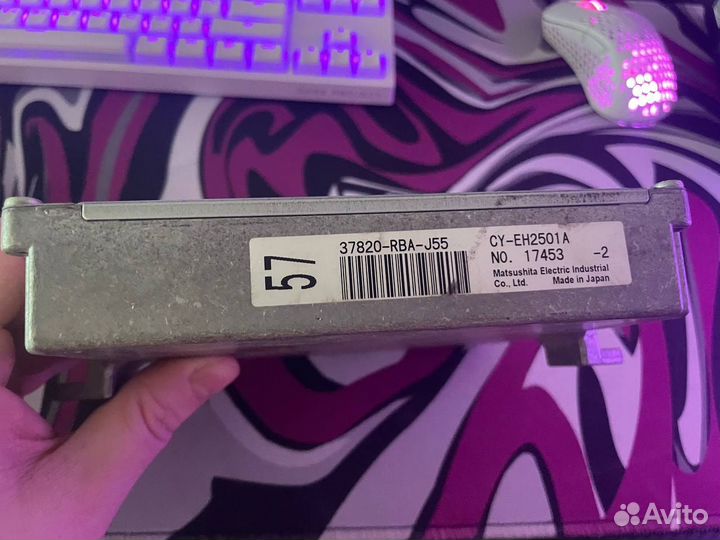 57
37820-RBA-J55
CY-EH2501A
NO. 17453 -2
Matsushita Electric Industrial
Co., Ltd. Made in Japan
Avito